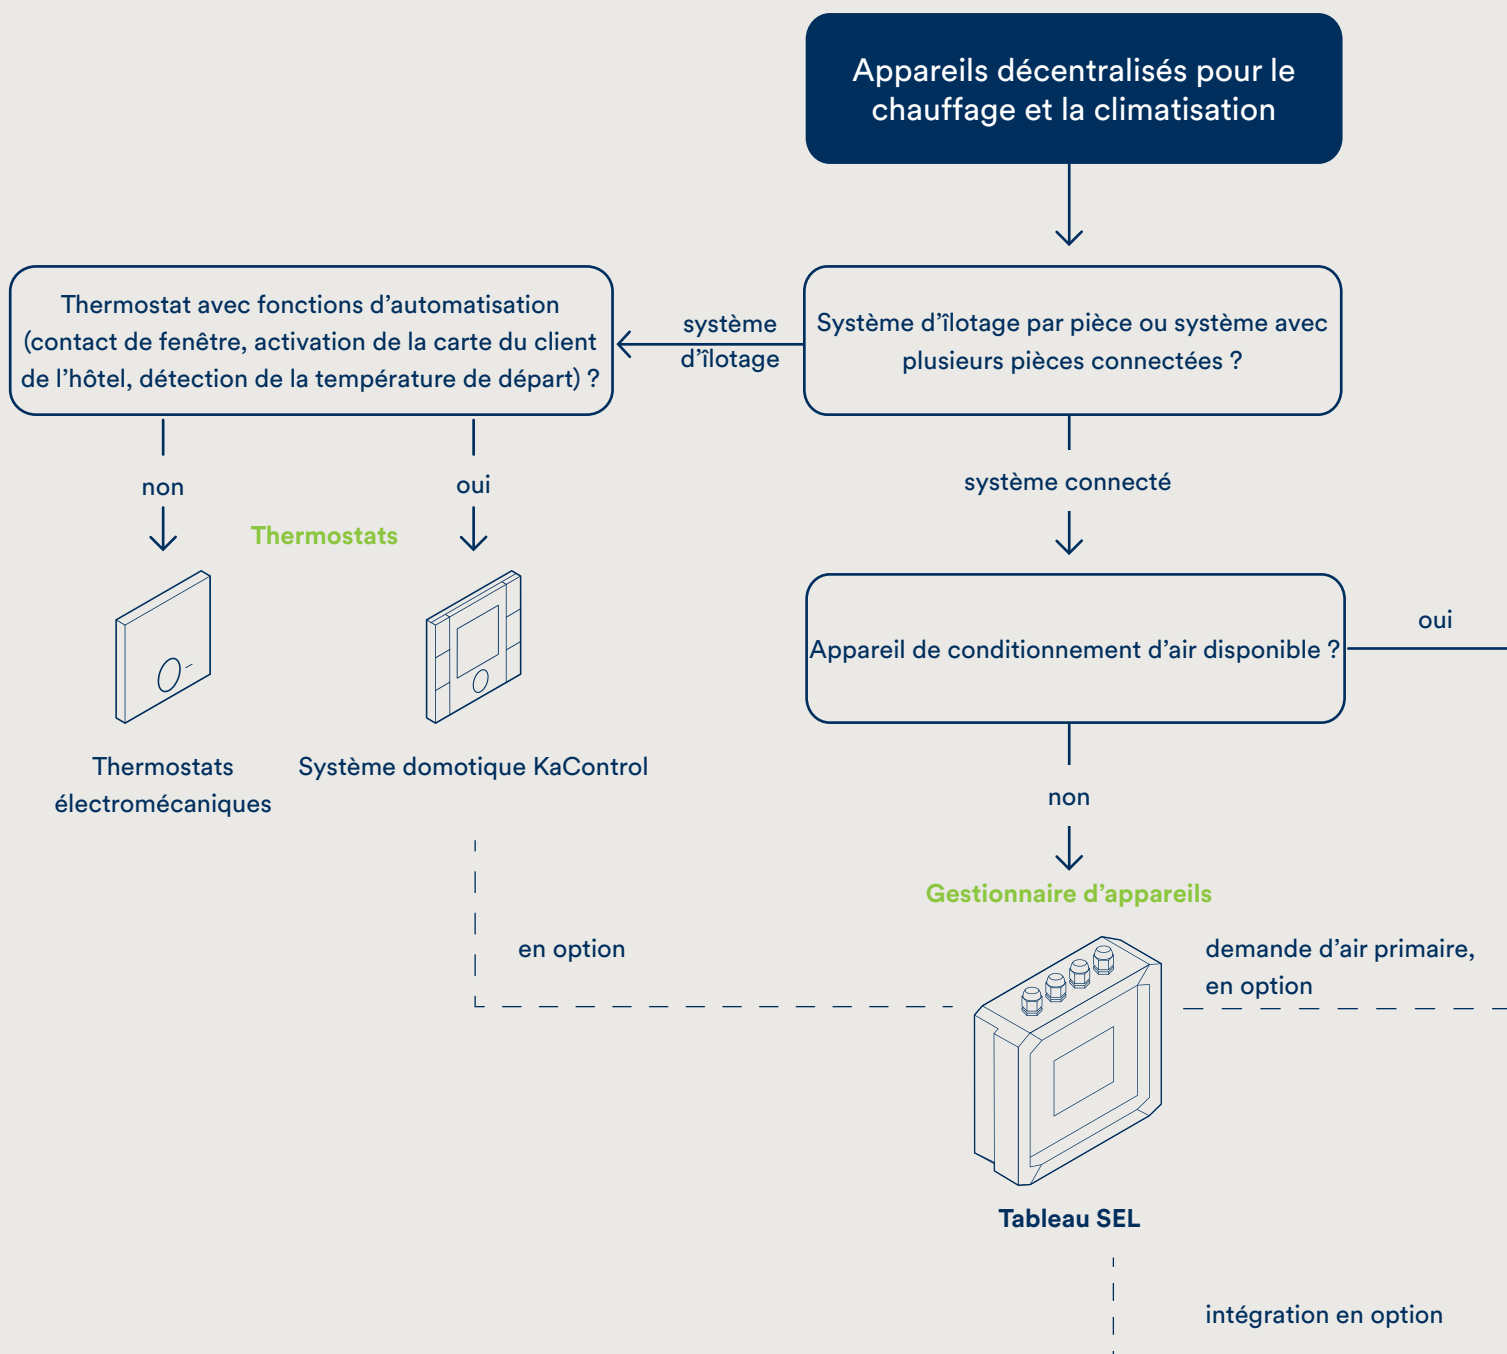 Appareils décentralisés pour le
chauffage et la climatisation
Thermostat avec fonctions d’automatisation
(contact de fenêtre, activation de la carte du client
de l’hôtel, détection de la température de départ) ?
système
d’îlotage
Système d’îlotage par pièce ou système avec
plusieurs pièces connectées ?
non
oui
système connecté
Thermostats
Appareil de conditionnement d’air disponible ?
oui
Thermostats
électromécaniques
Système domotique KaControl
non
Gestionnaire d’appareils
en option
demande d’air primaire,
en option
Tableau SEL
intégration en option